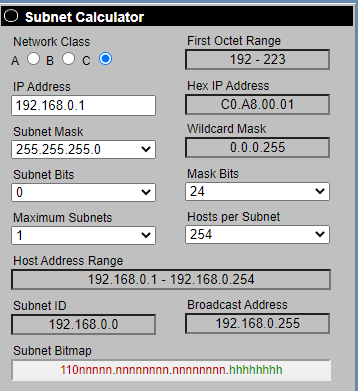 Subnet Calculator
Network Class
First Octet Range
A B C
192 - 223
IP Address
Hex IP Address
192.168.0.1
C0.A8.00.01
Subnet Mask
Wildcard Mask
255.255.255.0
0.0.0.255
Subnet Bits
Mask Bits
0
24
Maximum Subnets
Hosts per Subnet
1
254
Host Address Range
192.168.0.1 - 192.168.0.254
Subnet ID
Broadcast Address
192.168.0.0
192.168.0.255
Subnet Bitmap
110nnnnn.nnnnnnnn.nnnnnnnn.hhhhhhhh